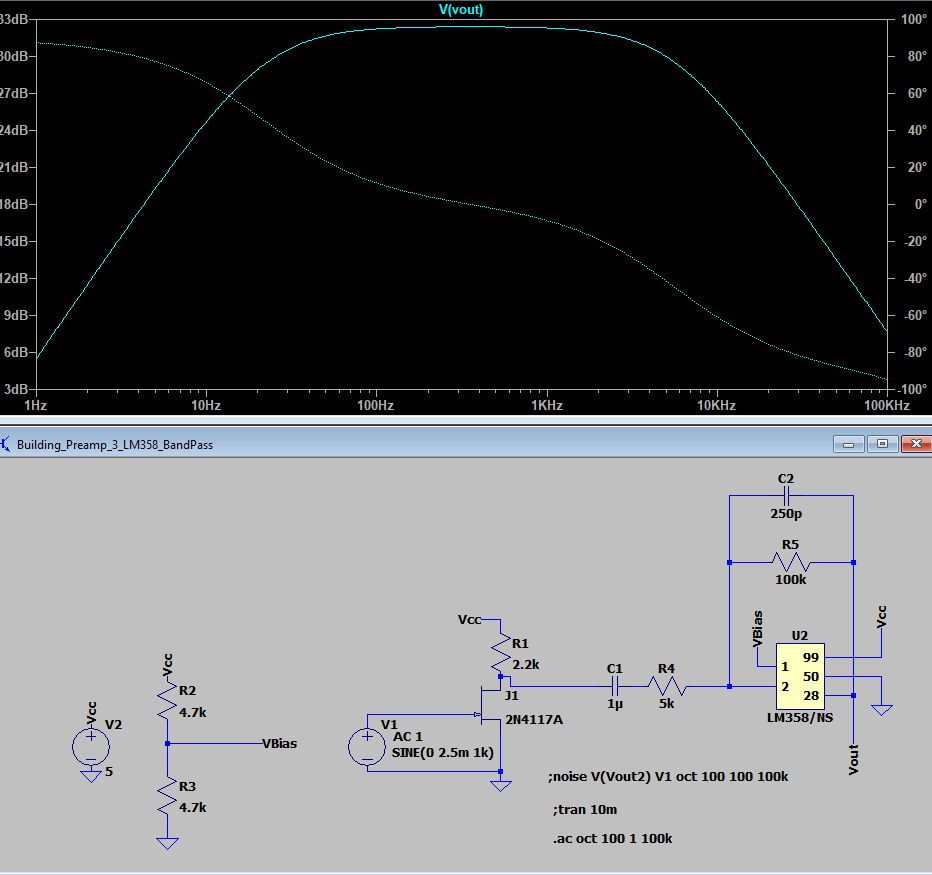 V(vout)
33dB
30dB
27dB
24dB
21dB
18dB
15dB
12dB
9dB
6dB
3dB
100°
80°
60°
40°
20°
0°
-20°
-40°
-60°
-80°
-100°
1Hz 10Hz 100Hz 1KHz 10KHz 100KHz
Building_Preamp_3_LM358_BandPass
C2
250p
R5
100k
VBias
U2
Vcc
99
1
50
2
28
LM358/NS
Vout
Vcc
R1
2.2k
C1
1µ
R4
5k
J1
2N4117A
V1
AC 1
SINE(0 2.5m 1k)
Vcc
R2
4.7k
Vcc
V2
5
VBias
R3
4.7k
;noise V(Vout2) V1 oct 100 100 100k
;tran 10m
.ac oct 100 1 100k